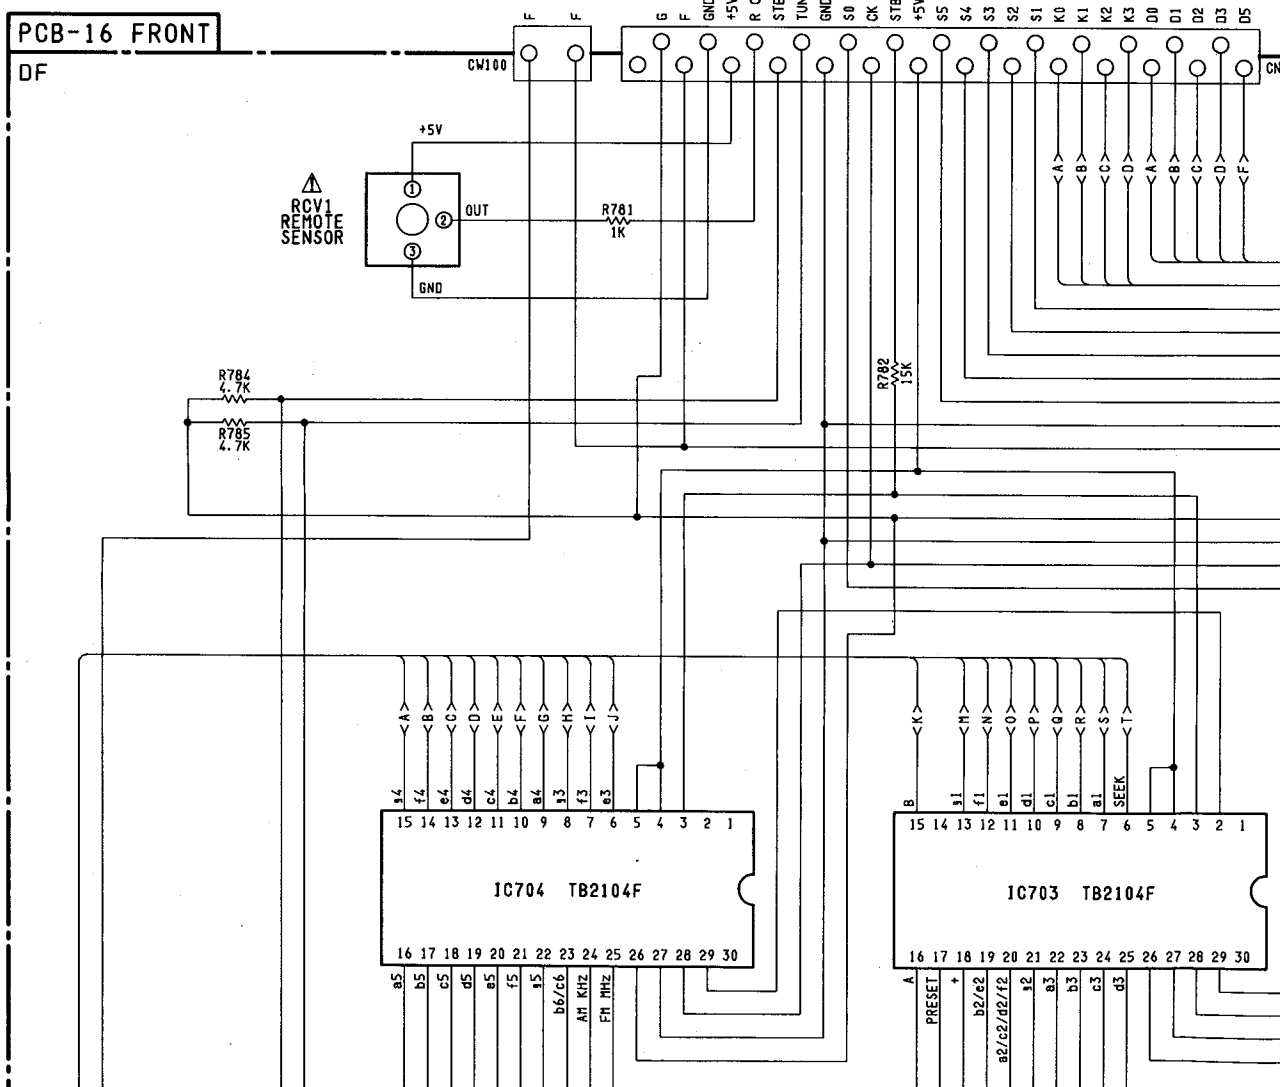 PCB-16 FRONT
DF
F F
CW100
G F GND +5V R STE TUN GND S0 CK STB +5V S5 S4 S3 S2 S1 K0 K1 K2 K3 D0 D1 D2 D3 D5
CN
+5V
<A> <B> <C> <D> <A> <B> <C> <D> <F>
1
RCV1
REMOTE
SENSOR
2
OUT
R781
1K
3
GND
R784
4.7K
R785
4.7K
R782
15K
<A> <B> <C> <D> <E> <F> <G> <H> <I> <J>
<K> <M> <N> <O> <P> <Q> <R> <S> <T>
g4 f4 e4 d4 c4 b4 a4 g3 f3 e3
B g1 f1 e1 d1 c1 b1 a1 SEEK
15 14 13 12 11 10 9 8 7 6 5 4 3 2 1
15 14 13 12 11 10 9 8 7 6 5 4 3 2 1
IC704 TB2104F
IC703 TB2104F
16 17 18 19 20 21 22 23 24 25 26 27 28 29 30
16 17 18 19 20 21 22 23 24 25 26 27 28 29 30
a5 b5 c5 d5 e5 f5 g5 b6/c6 AM KHz FM MHz
A PRESET + b2/e2 a2/c2/d2/f2 g2 a3 b3 c3 d3